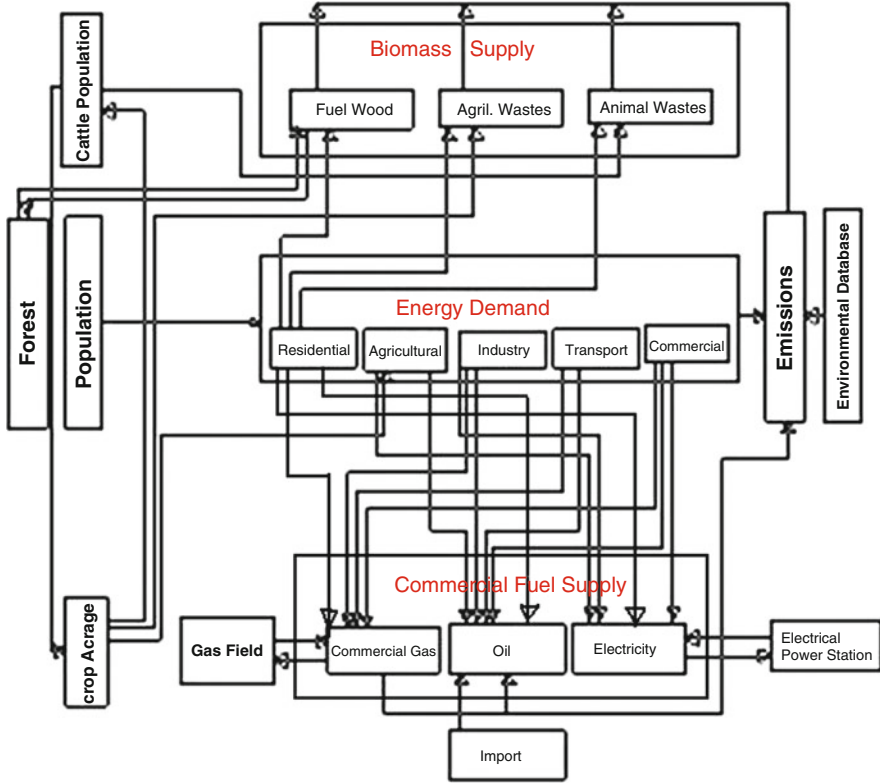 Biomass Supply
Cattle Population
Fuel Wood
Agril. Wastes
Animal Wastes
Forest
Population
Energy Demand
Residential
Agricultural
Industry
Transport
Commercial
Emissions
Environmental Database
Commercial Fuel Supply
crop Acrage
Gas Field
Commercial Gas
Oil
Electricity
Electrical
Power Station
Import